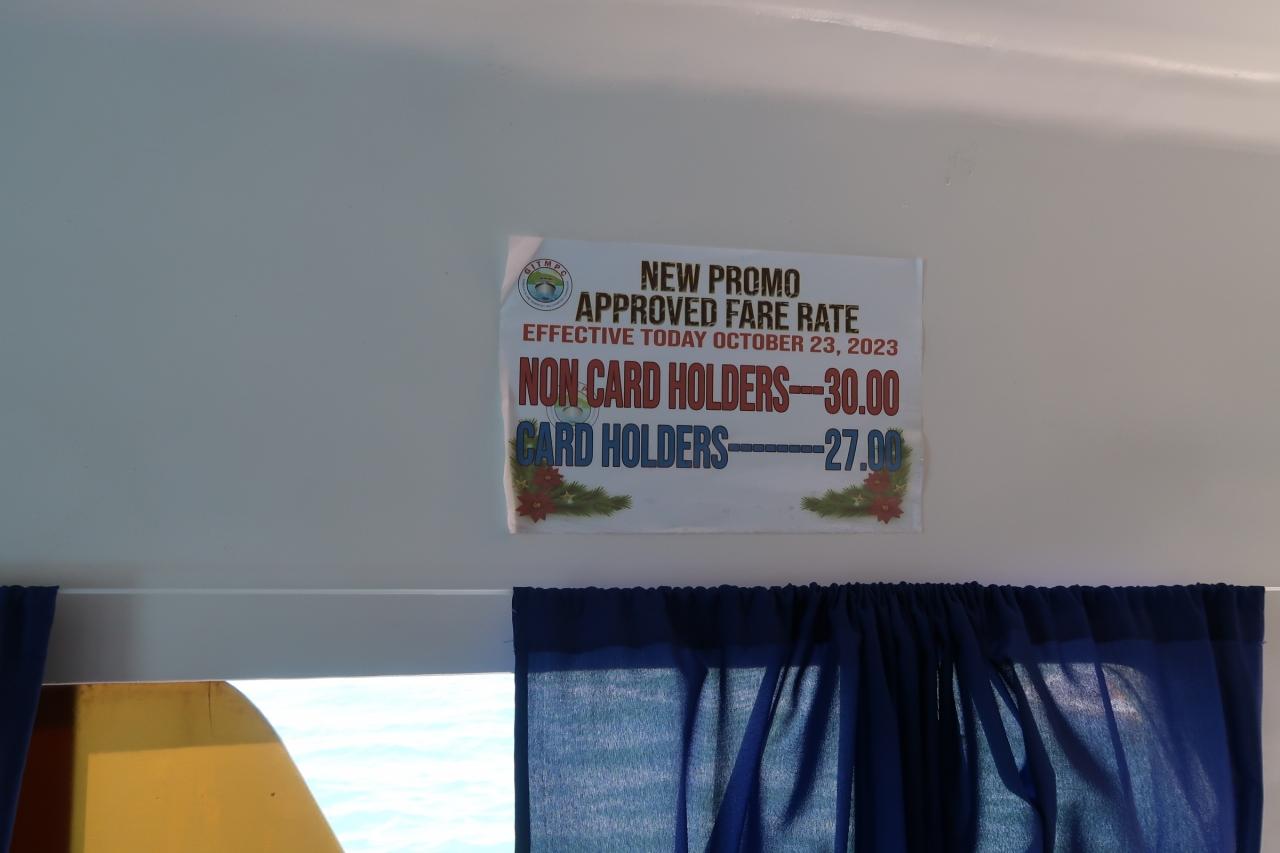 GITMPC
NEW PROMO
APPROVED FARE RATE
EFFECTIVE TODAY OCTOBER 23, 2023
NON CARD HOLDERS---30.00
CARD HOLDERS--------27.00